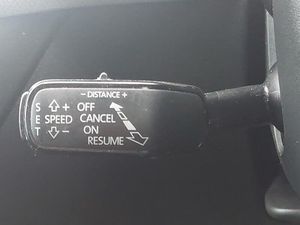 - DISTANCE +
S + OFF
E SPEED CANCEL
T - ON
RESUME